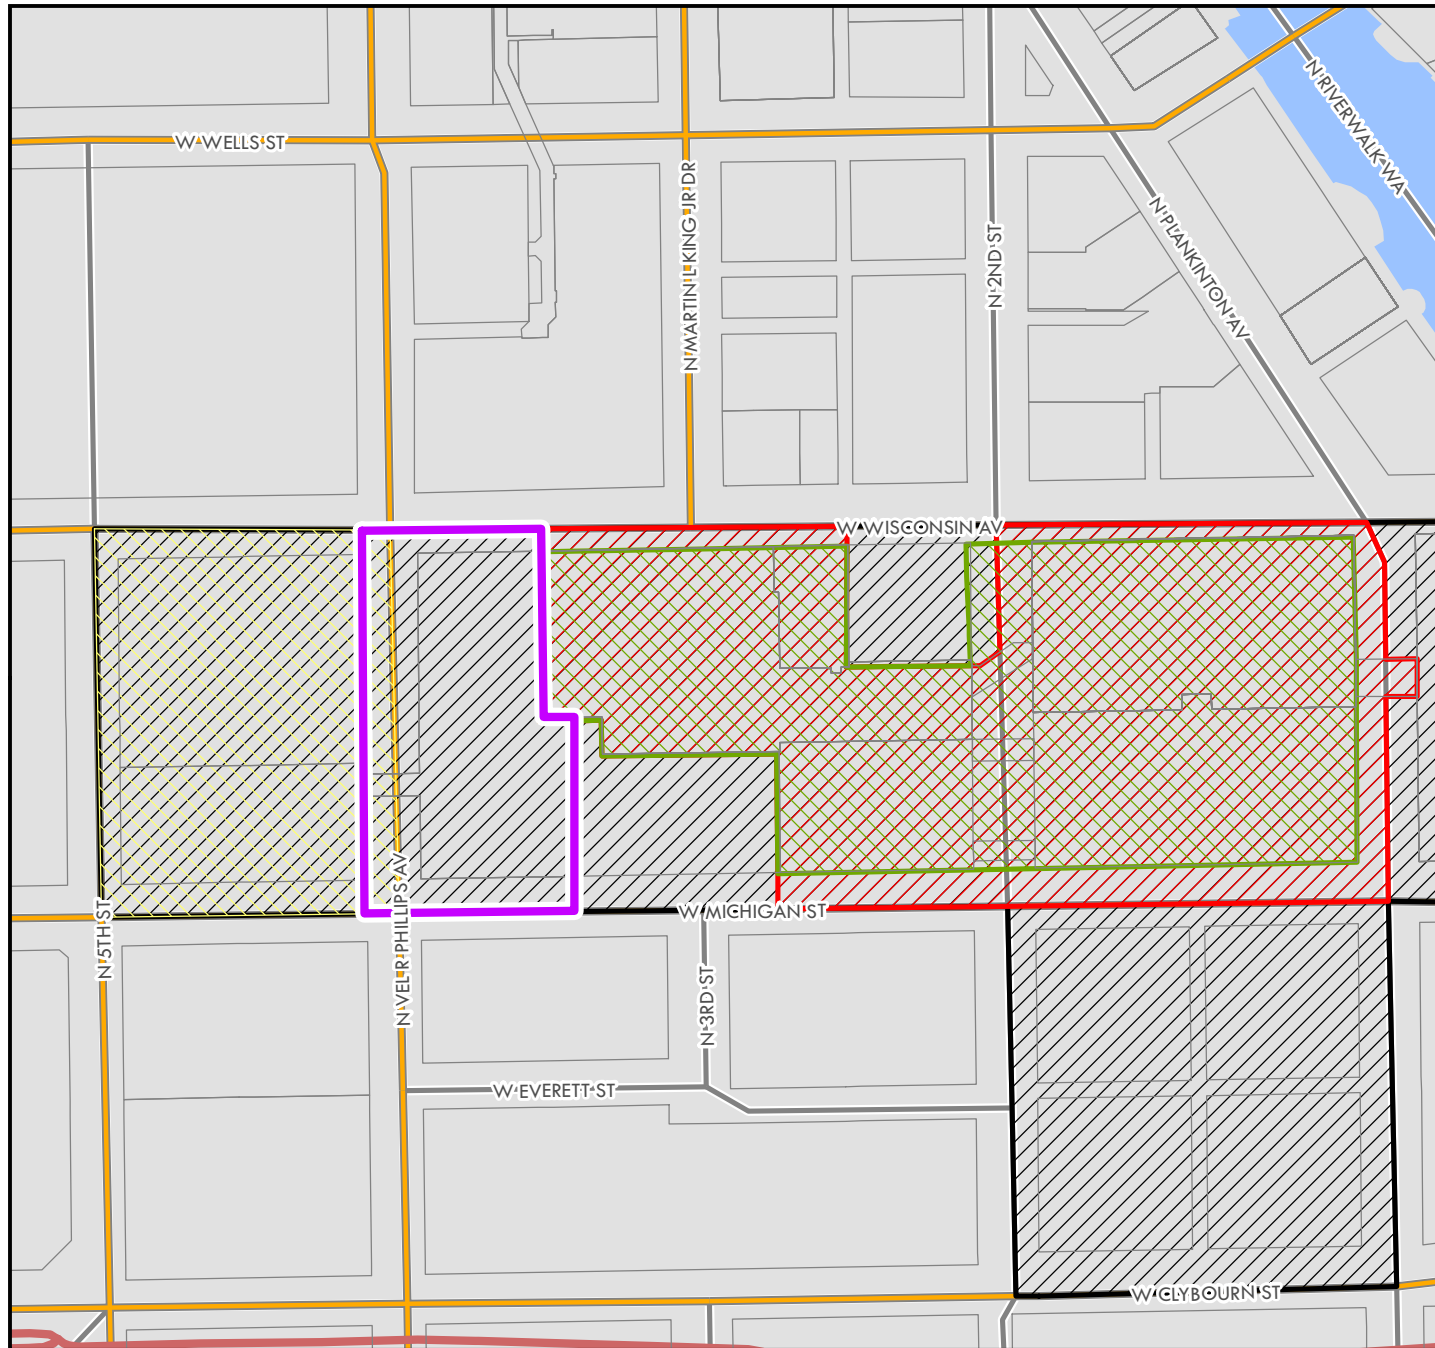 W WELLS ST
N RIVERWALK WA
N MARTIN L KING JR DR
N 2ND ST
N PLANKINTON AV
W WISCONSIN AV
N 5TH ST
N VEL R PHILLIPS AV
W MICHIGAN ST
N 3RD ST
W EVERETT ST
W CLYBOURN ST